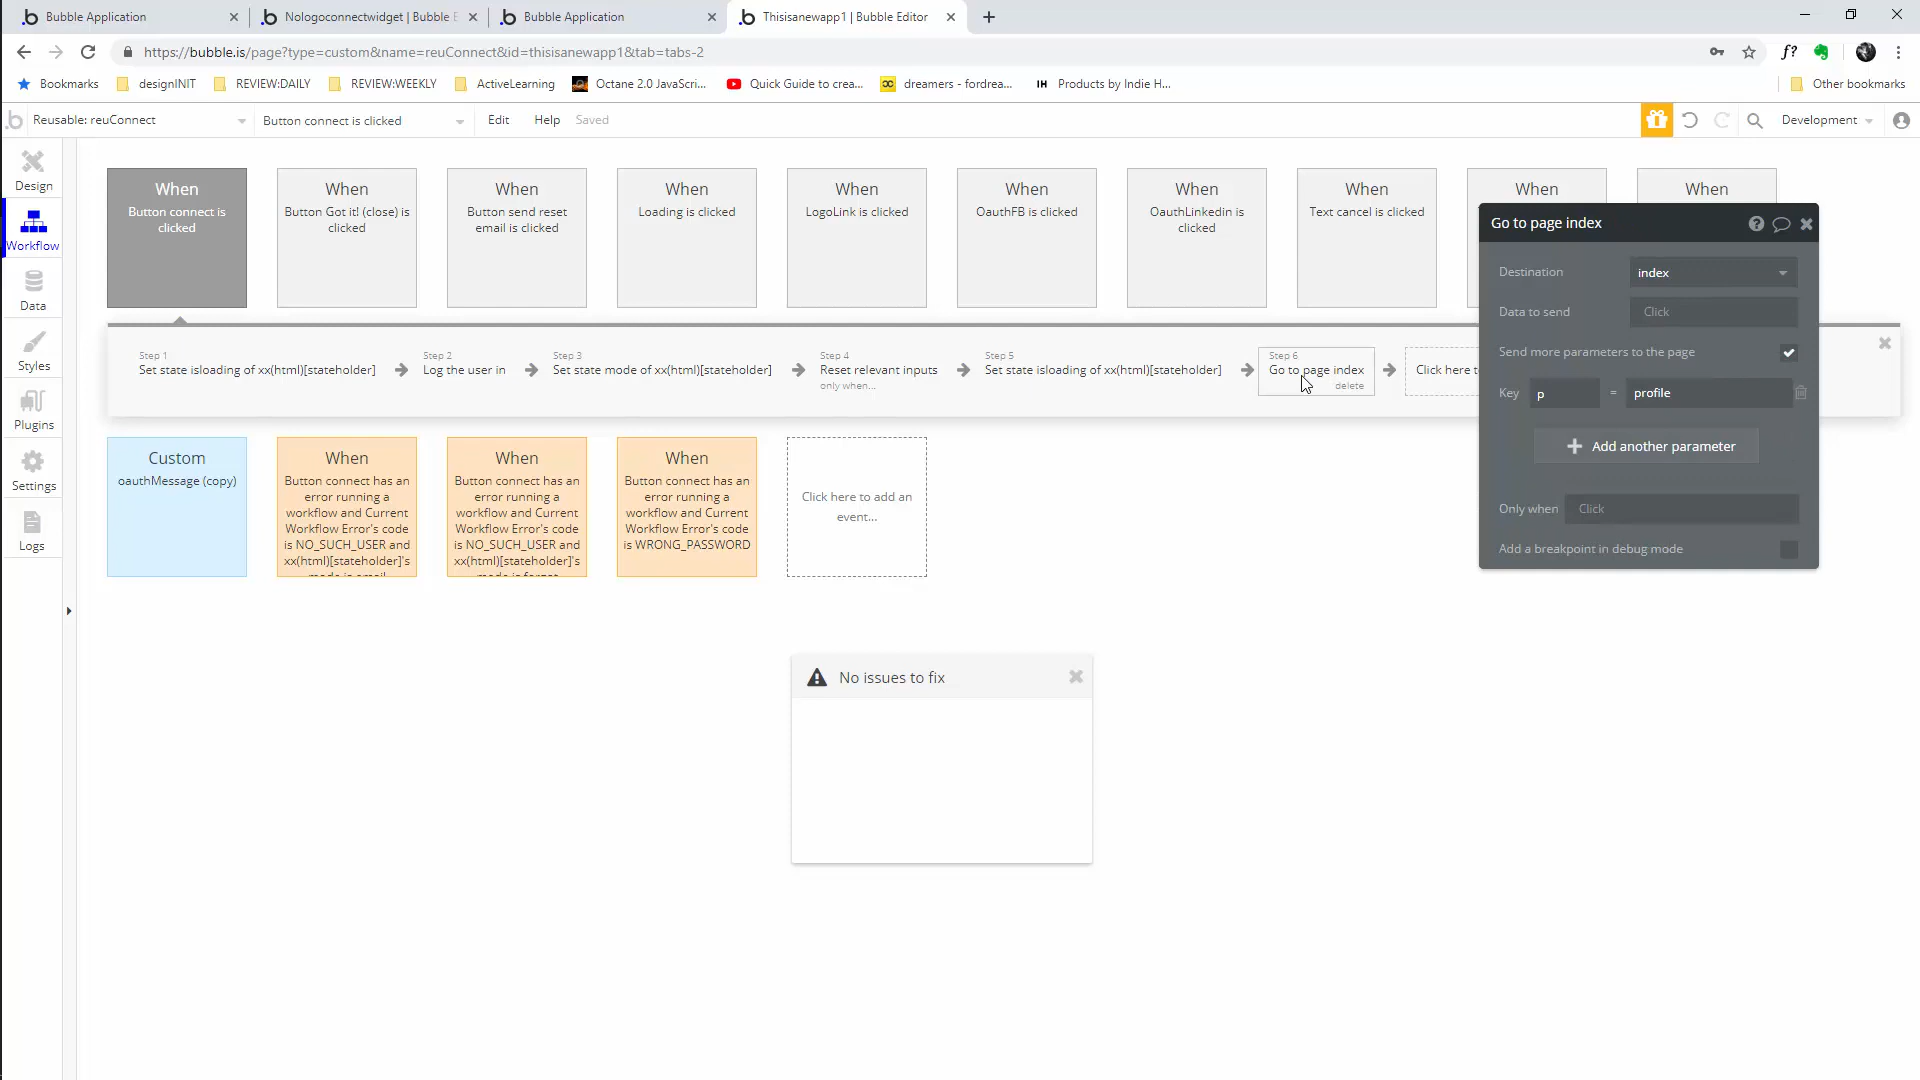 Bubble Application
Nologoconnectwidget | Bubble E
Bubble Application
Thisisanewapp1 | Bubble Editor
https://bubble.is/page?type=custom&name=reuConnect&id=thisisanewapp1&tab=tabs-2
f?
Bookmarks
designINIT
REVIEW:DAILY
REVIEW:WEEKLY
ActiveLearning
Octane 2.0 JavaScri...
Quick Guide to crea...
dreamers - fordrea...
IH
Products by Indie H...
Other bookmarks
Reusable: reuConnect
Button connect is clicked
Edit
Help
Saved
Development
Design
Workflow
Data
Styles
Plugins
Settings
Logs
When
Button connect is
clicked
When
Button Got it! (close) is
clicked
When
Button send reset
email is clicked
When
Loading is clicked
When
LogoLink is clicked
When
OauthFB is clicked
When
OauthLinkedin is
clicked
When
Text cancel is clicked
When
When
Step 1
Set state isloading of xx(html)[stateholder]
Step 2
Log the user in
Step 3
Set state mode of xx(html)[stateholder]
Step 4
Reset relevant inputs
only when...
Step 5
Set state isloading of xx(html)[stateholder]
Step 6
Go to page index
delete
Click here t
Custom
oauthMessage (copy)
When
Button connect has an
error running a
workflow and Current
Workflow Error's code
is NO_SUCH_USER and
xx(html)[stateholder]'s
When
Button connect has an
error running a
workflow and Current
Workflow Error's code
is NO_SUCH_USER and
xx(html)[stateholder]'s
When
Button connect has an
error running a
workflow and Current
Workflow Error's code
is WRONG_PASSWORD
Click here to add an
event...
Go to page index
Destination
index
Data to send
Click
Send more parameters to the page
Key
p
=
profile
Add another parameter
Only when
Click
Add a breakpoint in debug mode
No issues to fix